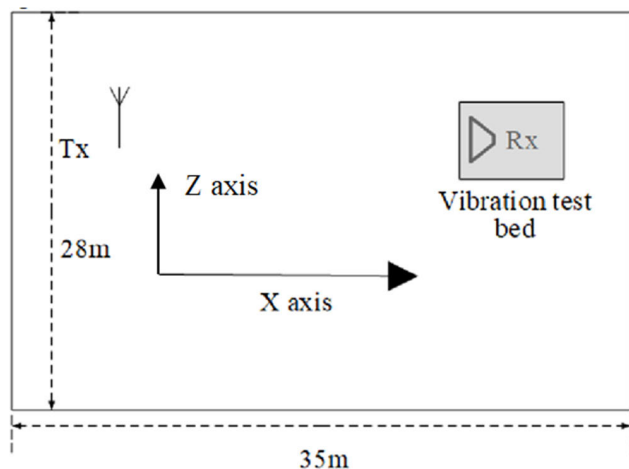 Tx
Rx
Z axis
Vibration test
bed
28m
X axis
35m